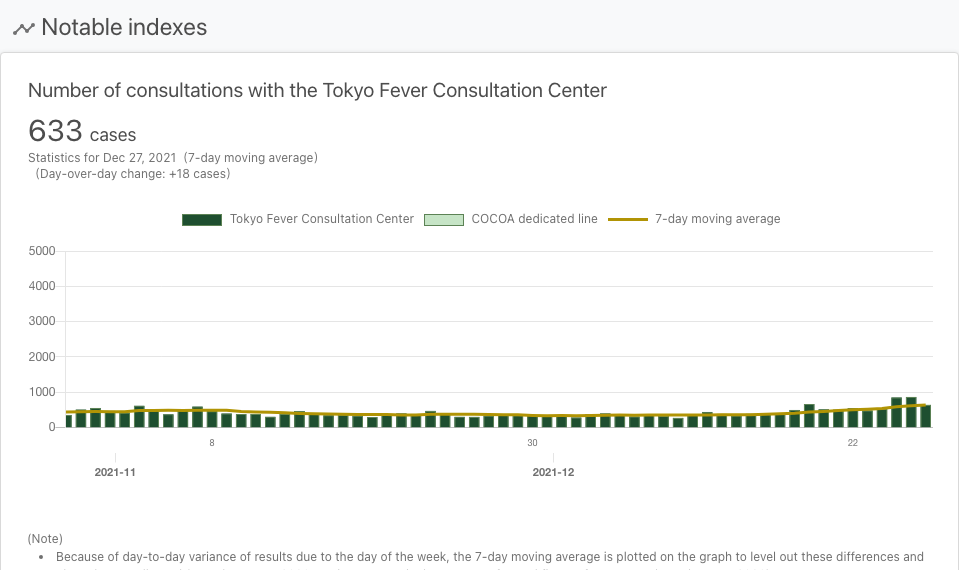 Notable indexes
Number of consultations with the Tokyo Fever Consultation Center
633 cases
Statistics for Dec 27, 2021 (7-day moving average)
(Day-over-day change: +18 cases)
Tokyo Fever Consultation Center COCOA dedicated line 7-day moving average
5000
4000
3000
2000
1000
0
8 30 22
2021-11 2021-12
(Note)
• Because of day-to-day variance of results due to the day of the week, the 7-day moving average is plotted on the graph to level out these differences and